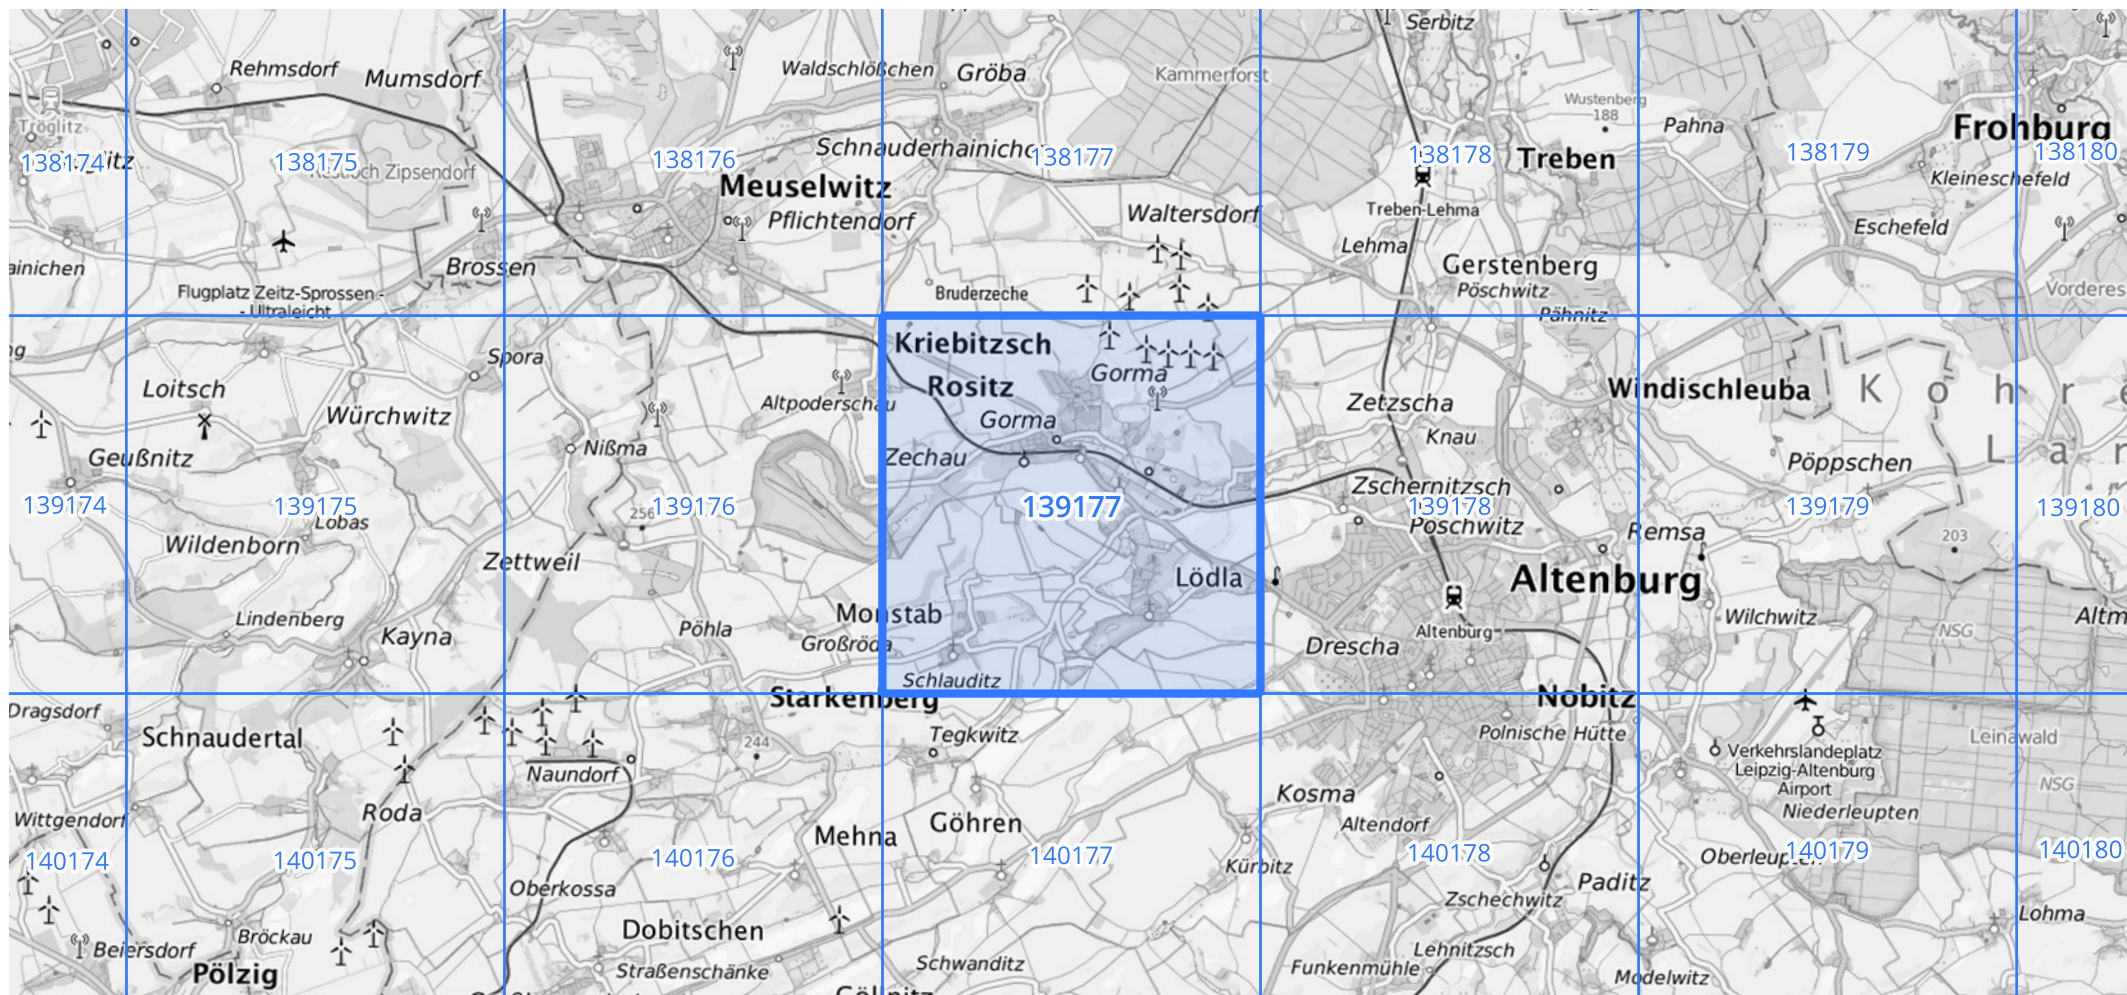 Serbitz
Rehmsdorf
Mumsdorf
Waldschlößchen
Gröba
Kammerforst
Wustenberg
188
Pahna
Frohburg
Tröglitz
138174
138175
Restloch Zipsendorf
138176
Schnauderhainichen
138177
138178
Treben
138179
138180
Kleineschefeld
Meuselwitz
Pflichtendorf
Waltersdorf
Treben-Lehma
Eschefeld
Lehma
ainichen
Brossen
Gerstenberg
Pöschwitz
Vorderes
Flugplatz Zeitz-Sprossen -
- Ultraleicht
Bruderzeche
Pähnitz
ng
Spora
Kriebitzsch
Gorma
Loitsch
Rositz
Windischleuba
K o h r
Würchwitz
Altpoderschau
Gorma
Zetzscha
Knau
Nißma
Geußnitz
Zechau
Pöppschen
L a r
139174
139175
139176
256
139177
Zschernitzsch
139178
139179
139180
Lobas
Poschwitz
Remsa
Wildenborn
203
Zettweil
Lödla
Altenburg
Lindenberg
Monstab
Wilchwitz
Altm
Kayna
Pöhla
Großröda
Altenburg
NSG
Drescha
Schlauditz
Starkenberg
Nobitz
Dragsdorf
Schnaudertal
244
Tegkwitz
Polnische Hütte
Leinawald
Verkehrslandeplatz
Leipzig-Altenburg
Airport
Naundorf
NSG
Kosma
Niederleupten
Wittgendorf
Roda
Mehna
Göhren
Altendorf
140174
140175
140176
140177
140178
140179
140180
Kürbitz
Oberleupten
Oberkossa
Paditz
Zschechwitz
Dobitschen
Lohma
Beiersdorf
Bröckau
Lehnitzsch
Pölzig
Straßenschänke
Schwanditz
Funkenmühle
Modelwitz